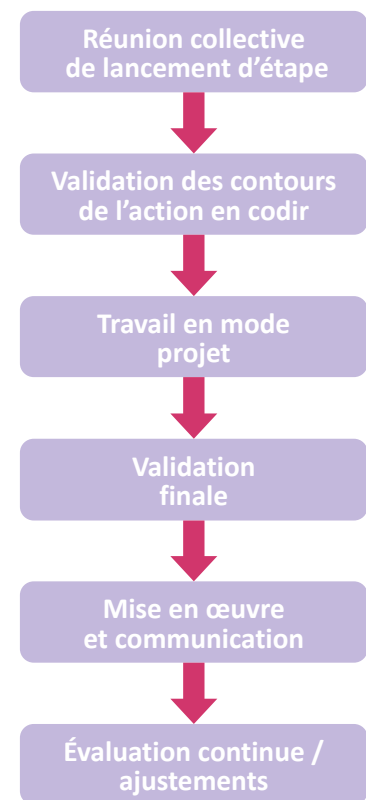 Réunion collective
de lancement d’étape
Validation des contours
de l’action en codir
Travail en mode
projet
Validation
finale
Mise en œuvre
et communication
Évaluation continue /
ajustements